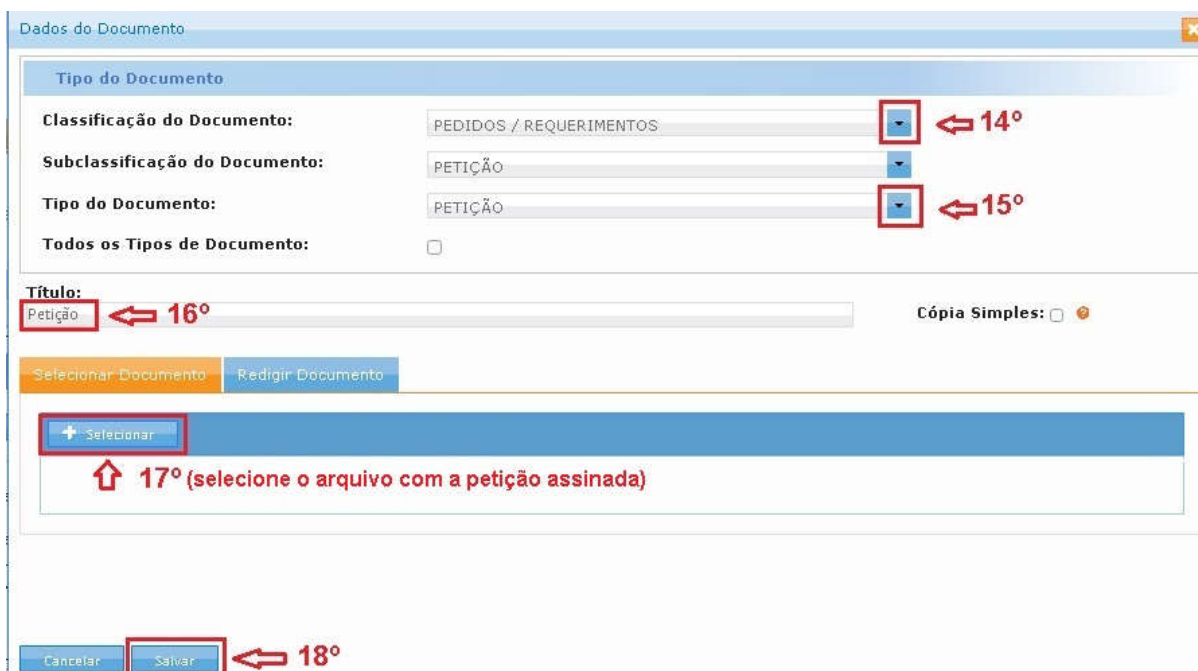 Dados do Documento
Tipo do Documento
Classificação do Documento: PEDIDOS / REQUERIMENTOS 14º
Subclassificação do Documento: PETIÇÃO
Tipo do Documento: PETIÇÃO 15º
Todos os Tipos de Documento:
Título:
Petição 16º Cópia Simples:
Selecionar Documento Redigir Documento
Selecionar
17º (selecione o arquivo com a petição assinada)
Cancelar Salvar 18º